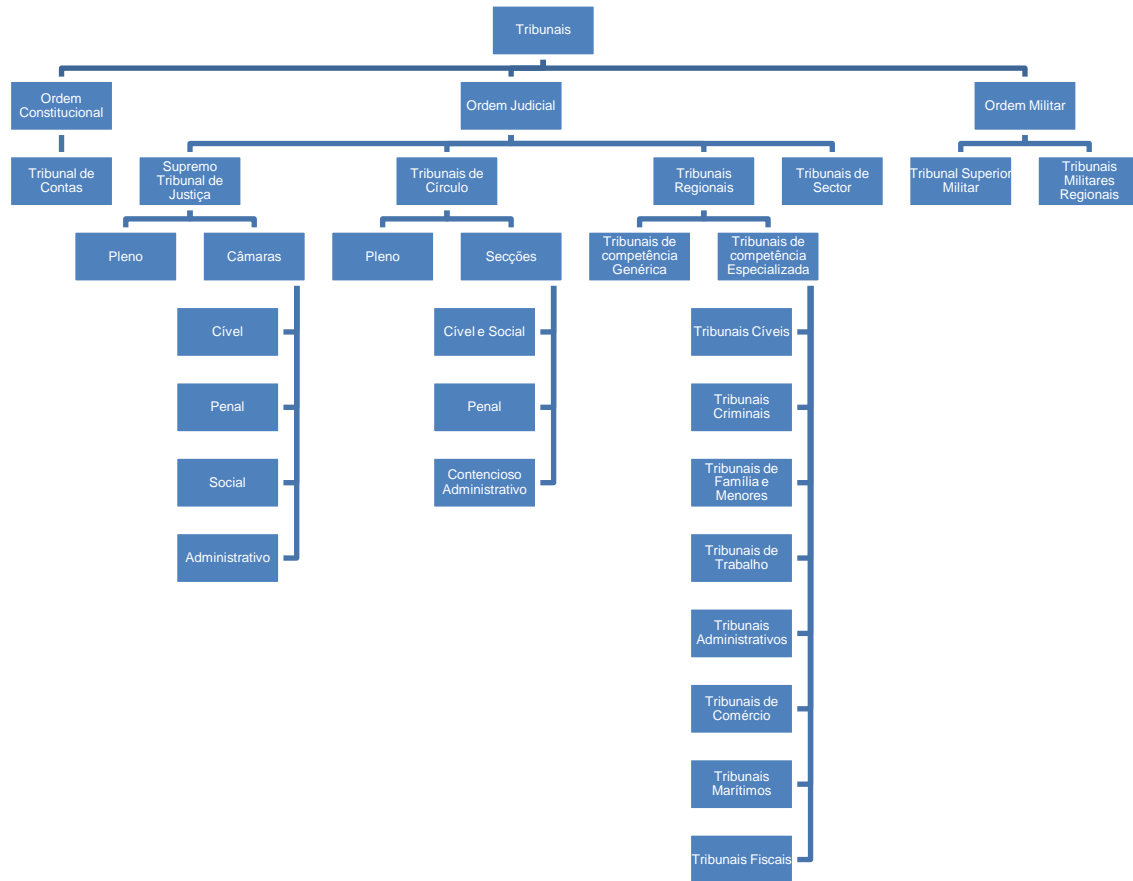 Tribunais
Ordem
Constitucional
Ordem Judicial
Ordem Militar
Tribunal de
Contas
Supremo
Tribunal de
Justiça
Tribunais de
Círculo
Tribunais
Regionais
Tribunais de
Sector
Tribunal Superior
Militar
Tribunais
Militares
Regionais
Pleno
Câmaras
Pleno
Secções
Tribunais de
competência
Genérica
Tribunais de
competência
Especializada
Cível
Cível e Social
Tribunais Cíveis
Penal
Penal
Tribunais
Criminais
Social
Contencioso
Administrativo
Tribunais de
Família e
Menores
Administrativo
Tribunais de
Trabalho
Tribunais
Administrativos
Tribunais de
Comércio
Tribunais
Marítimos
Tribunais Fiscais